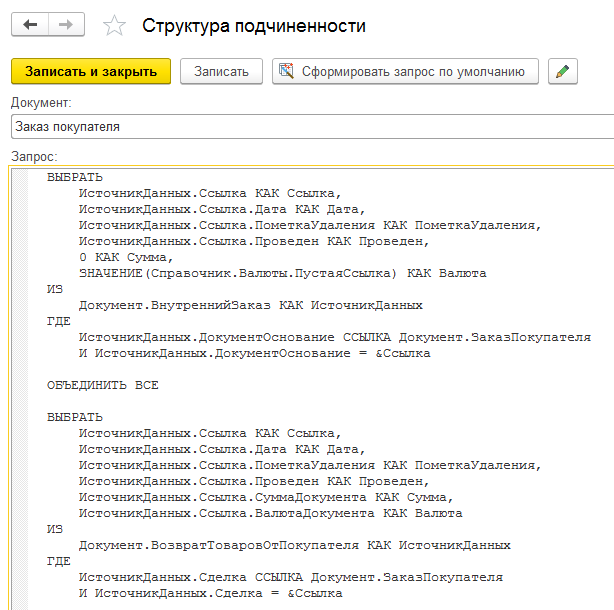 Структура подчиненности
Записать и закрыть
Записать
Сформировать запрос по умолчанию
Документ:
Заказ покупателя
Запрос:
ВЫБРАТЬ
ИсточникДанных.Ссылка КАК Ссылка,
ИсточникДанных.Ссылка.Дата КАК Дата,
ИсточникДанных.Ссылка.ПометкаУдаления КАК ПометкаУдаления,
ИсточникДанных.Ссылка.Проведен КАК Проведен,
0 КАК Сумма,
ЗНАЧЕНИЕ(Справочник.Валюты.ПустаяСсылка) КАК Валюта
ИЗ
Документ.ВнутреннийЗаказ КАК ИсточникДанных
ГДЕ
ИсточникДанных.ДокументОснование ССЫЛКА Документ.ЗаказПокупателя
И ИсточникДанных.ДокументОснование = &Ссылка
ОБЪЕДИНИТЬ ВСЕ
ВЫБРАТЬ
ИсточникДанных.Ссылка КАК Ссылка,
ИсточникДанных.Ссылка.Дата КАК Дата,
ИсточникДанных.Ссылка.ПометкаУдаления КАК ПометкаУдаления,
ИсточникДанных.Ссылка.Проведен КАК Проведен,
ИсточникДанных.Ссылка.СуммаДокумента КАК Сумма,
ИсточникДанных.Ссылка.ВалютаДокумента КАК Валюта
ИЗ
Документ.ВозвратТоваровОтПокупателя КАК ИсточникДанных
ГДЕ
ИсточникДанных.Сделка ССЫЛКА Документ.ЗаказПокупателя
И ИсточникДанных.Сделка = &Ссылка